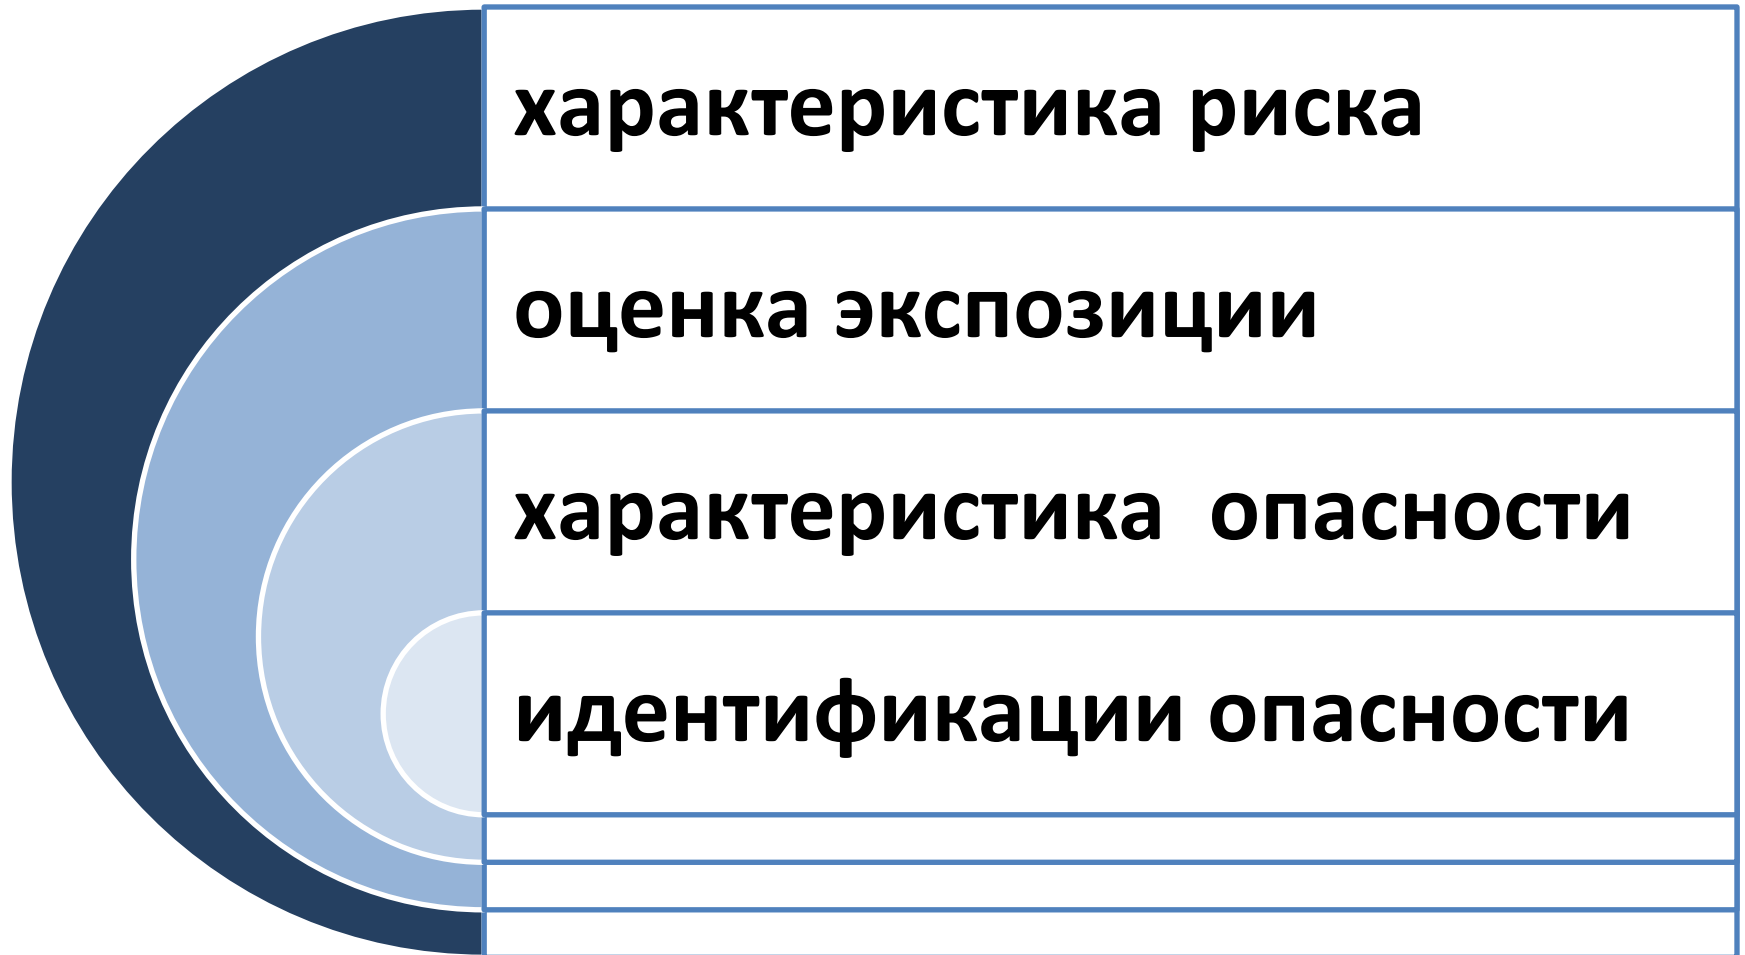 характеристика риска
оценка экспозиции
характеристика  опасности
идентификации опасности